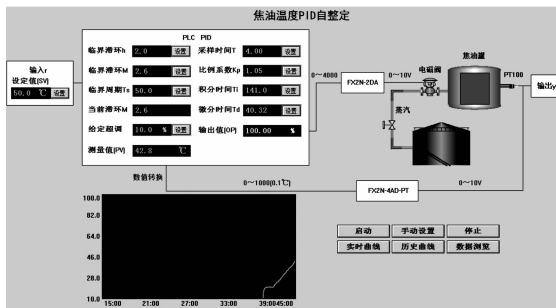 焦油温度PID自整定
PLC PID
输入r
设定值(SV)
50.0 ℃ 设置
临界滞环h 2.0 设置
采样时间T 4.00 设置
临界滞环M 2.6 设置
比例系数Kp 1.05 设置
临界周期Ts 50.0 设置
积分时间Ti 141.0 设置
当前滞环M 2.6
微分时间Td 40.32 设置
给定超调 10.0 % 设置
输出值(OP) 100.00 %
测量值(PV) 42.8 ℃
0～4000
FX2N-2DA
0～10V
电磁阀
焦油罐
PT100
输出y
蒸汽
数值转换
0～1000(0.1℃)
FX2N-4AD-PT
0～10V
100.0
82.0
64.0
46.0
28.0
10.0
15:00 21:00 27:00 33:00 39:00 45:00
启动 手动设置 停止
实时曲线 历史曲线 数据浏览